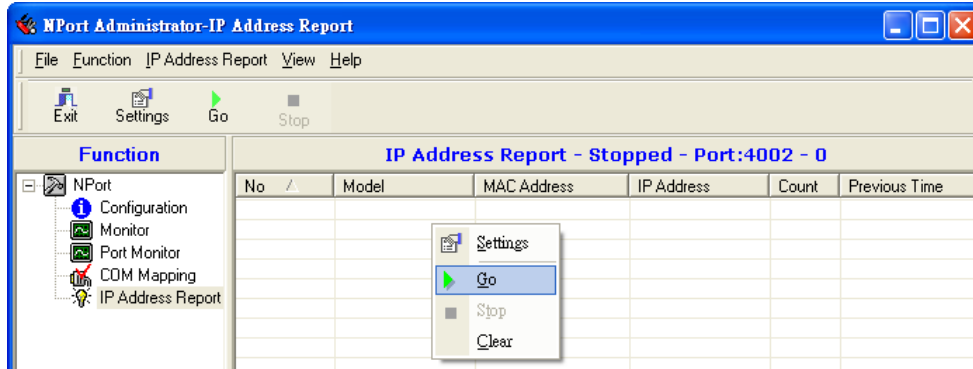 NPort Administrator-IP Address Report
File Function IP Address Report View Help
Exit Settings Go Stop
Function
IP Address Report - Stopped - Port:4002 - 0
NPort
Configuration
Monitor
Port Monitor
COM Mapping
IP Address Report
No Model MAC Address IP Address Count Previous Time
Settings
Go
Stop
Clear